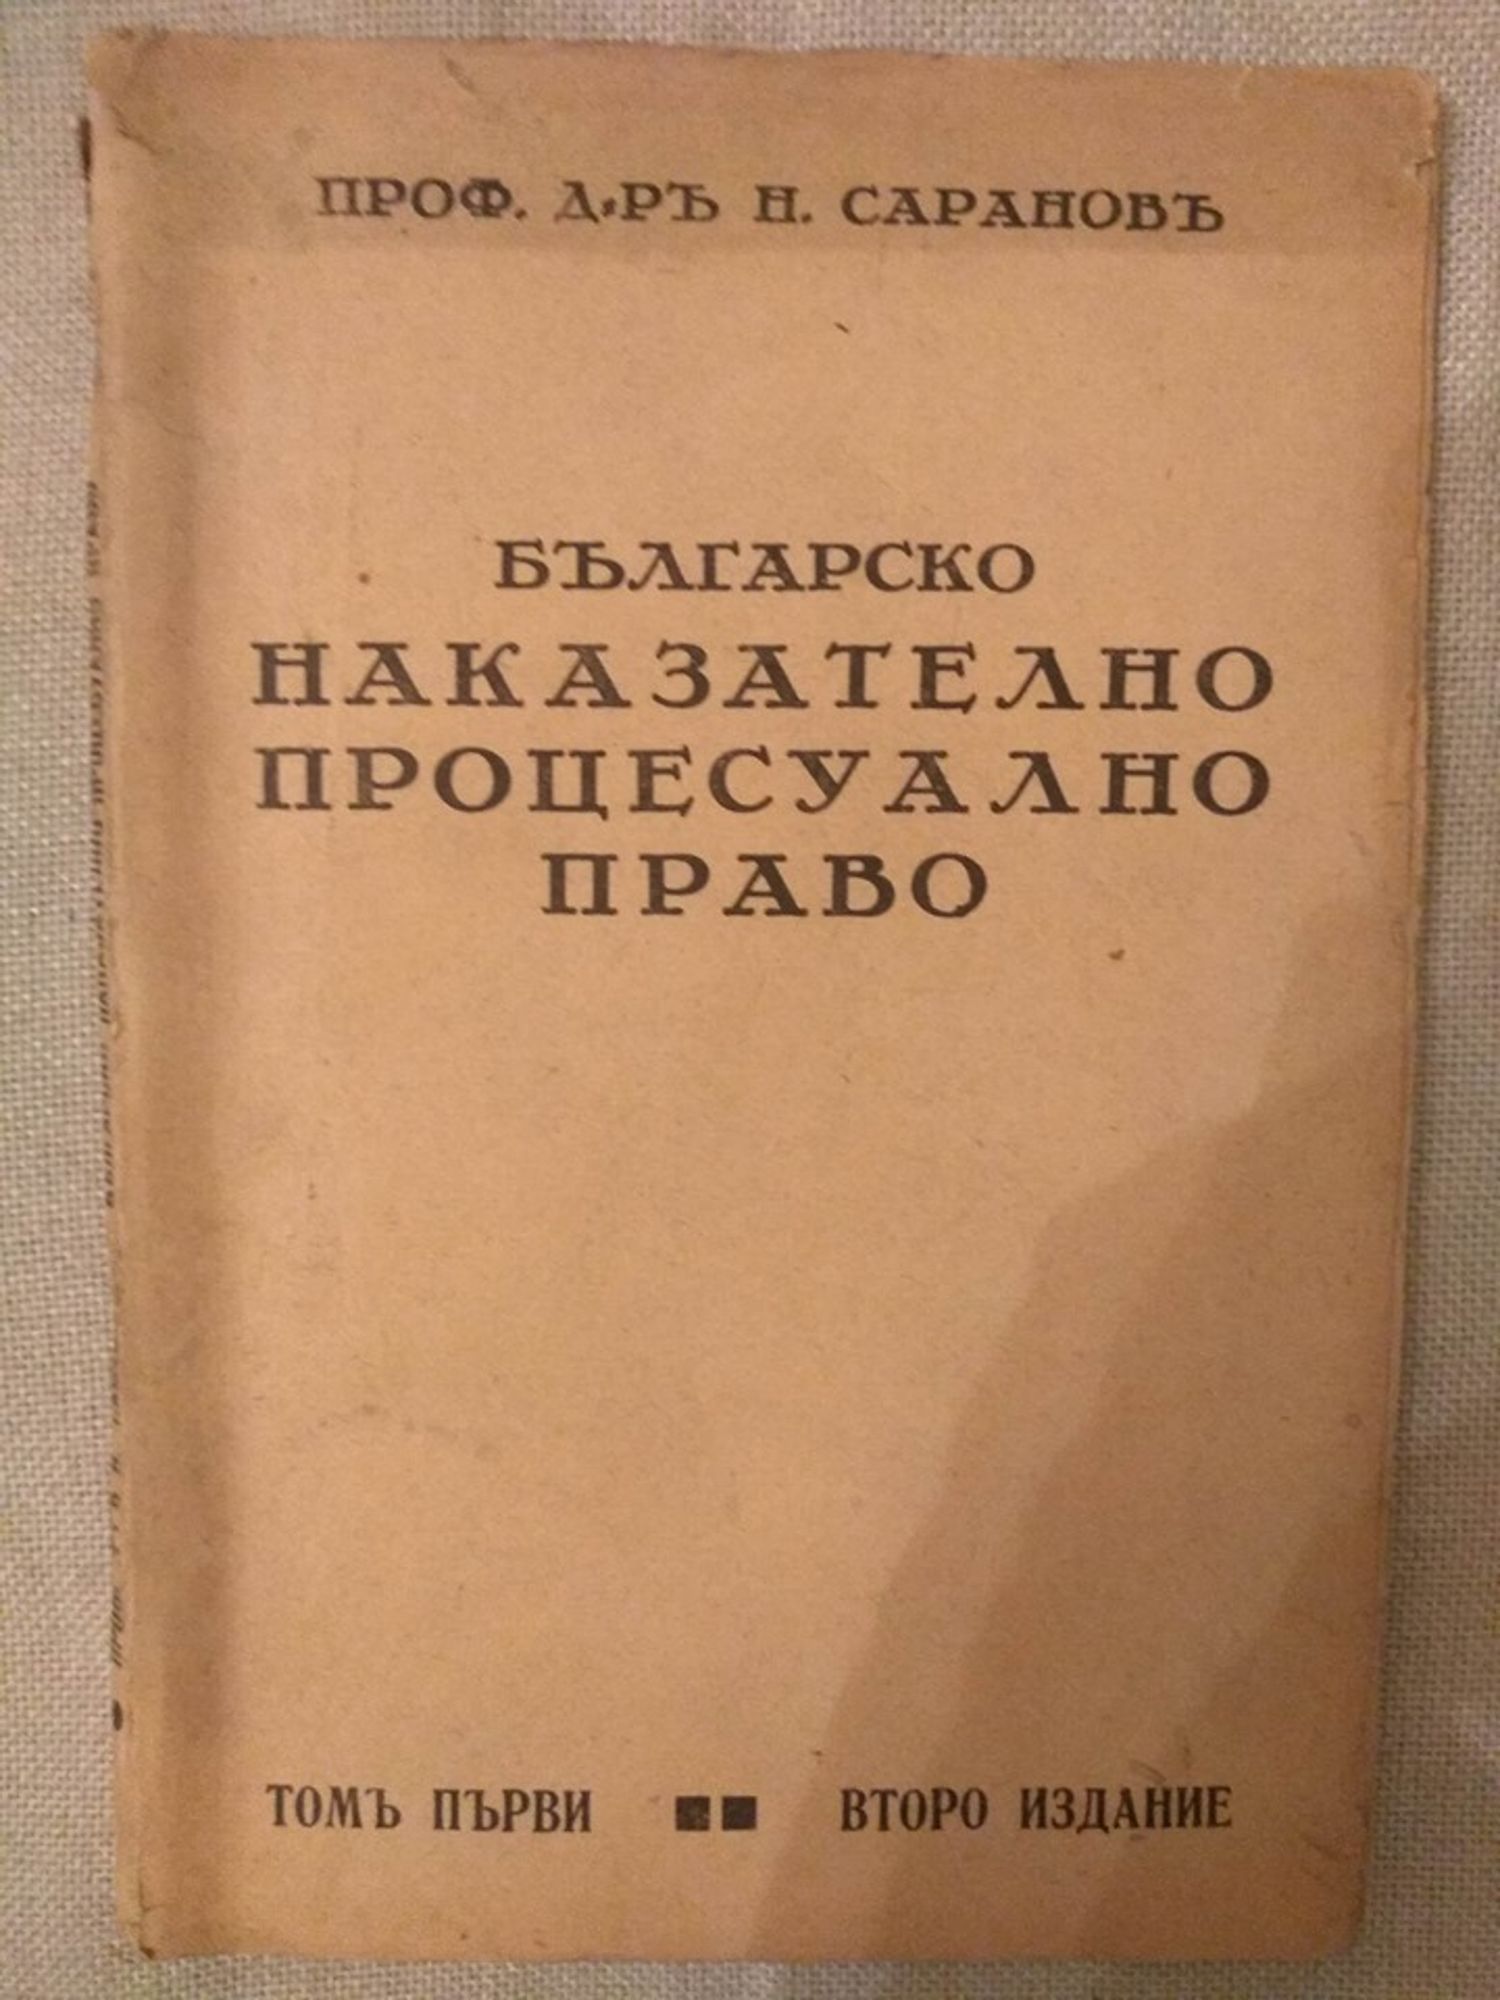 ПРОФ. Д-РЪ Н. САРАНОВЪ
БЪЛГАРСКО
НАКАЗАТЕЛНО
ПРОЦЕСУАЛНО
ПРАВО
ТОМЪ ПЪРВИ ■■ ВТОРО ИЗДАНИЕ